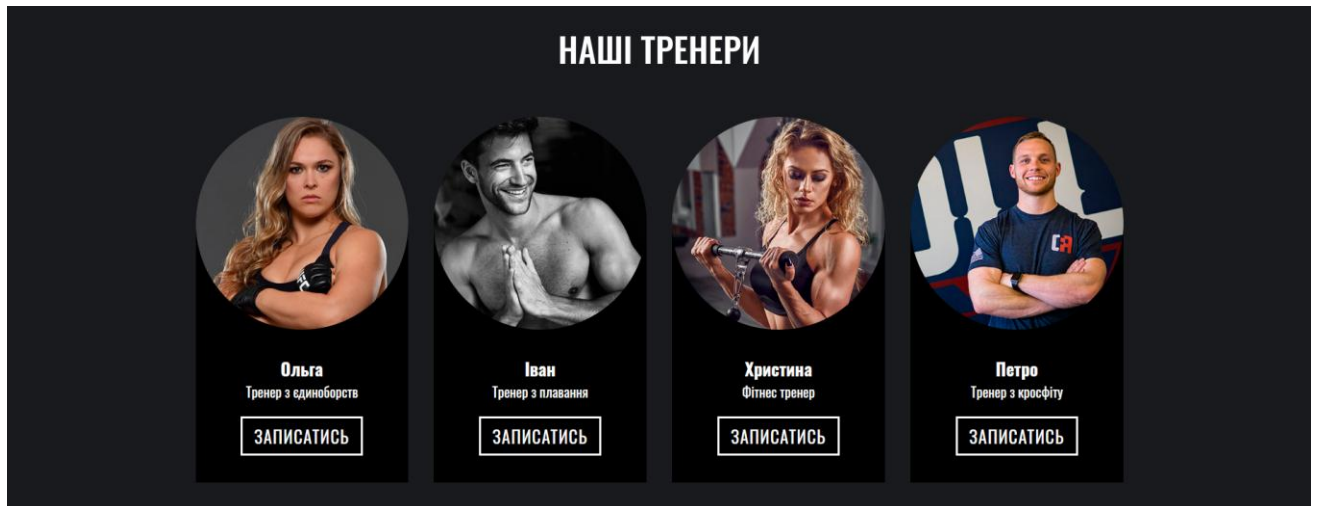 НАШІ ТРЕНЕРИ
Ольга
Тренер з єдиноборств
ЗАПИСАТИСЬ
Іван
Тренер з плавання
ЗАПИСАТИСЬ
Христина
Фітнес тренер
ЗАПИСАТИСЬ
Петро
Тренер з кросфіту
ЗАПИСАТИСЬ